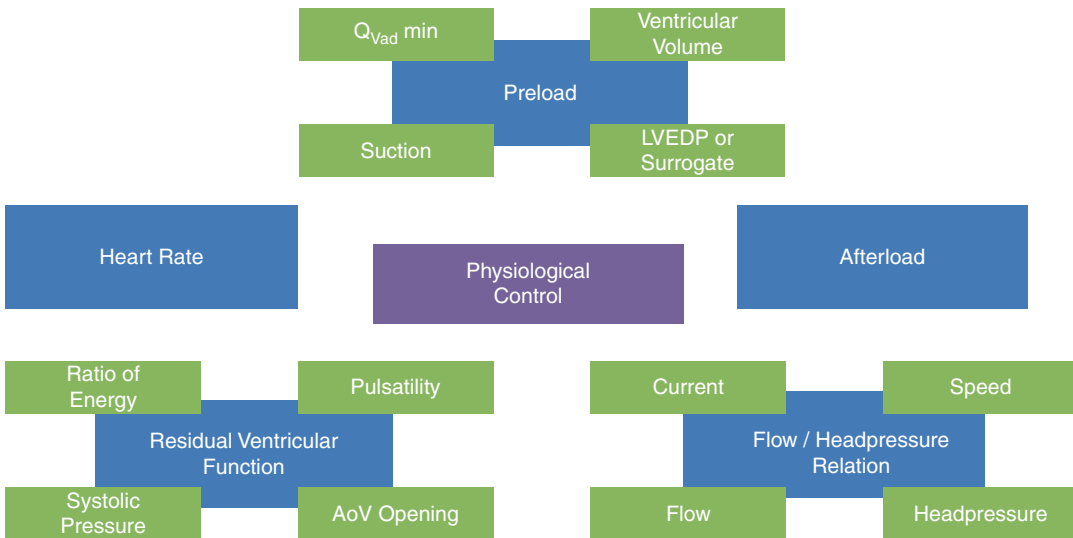 Q_Vad min
Ventricular
Volume
Preload
Suction
LVEDP or
Surrogate
Heart Rate
Physiological
Control
Afterload
Ratio of
Energy
Pulsatility
Residual Ventricular
Function
Systolic
Pressure
AoV Opening
Current
Speed
Flow / Headpressure
Relation
Flow
Headpressure